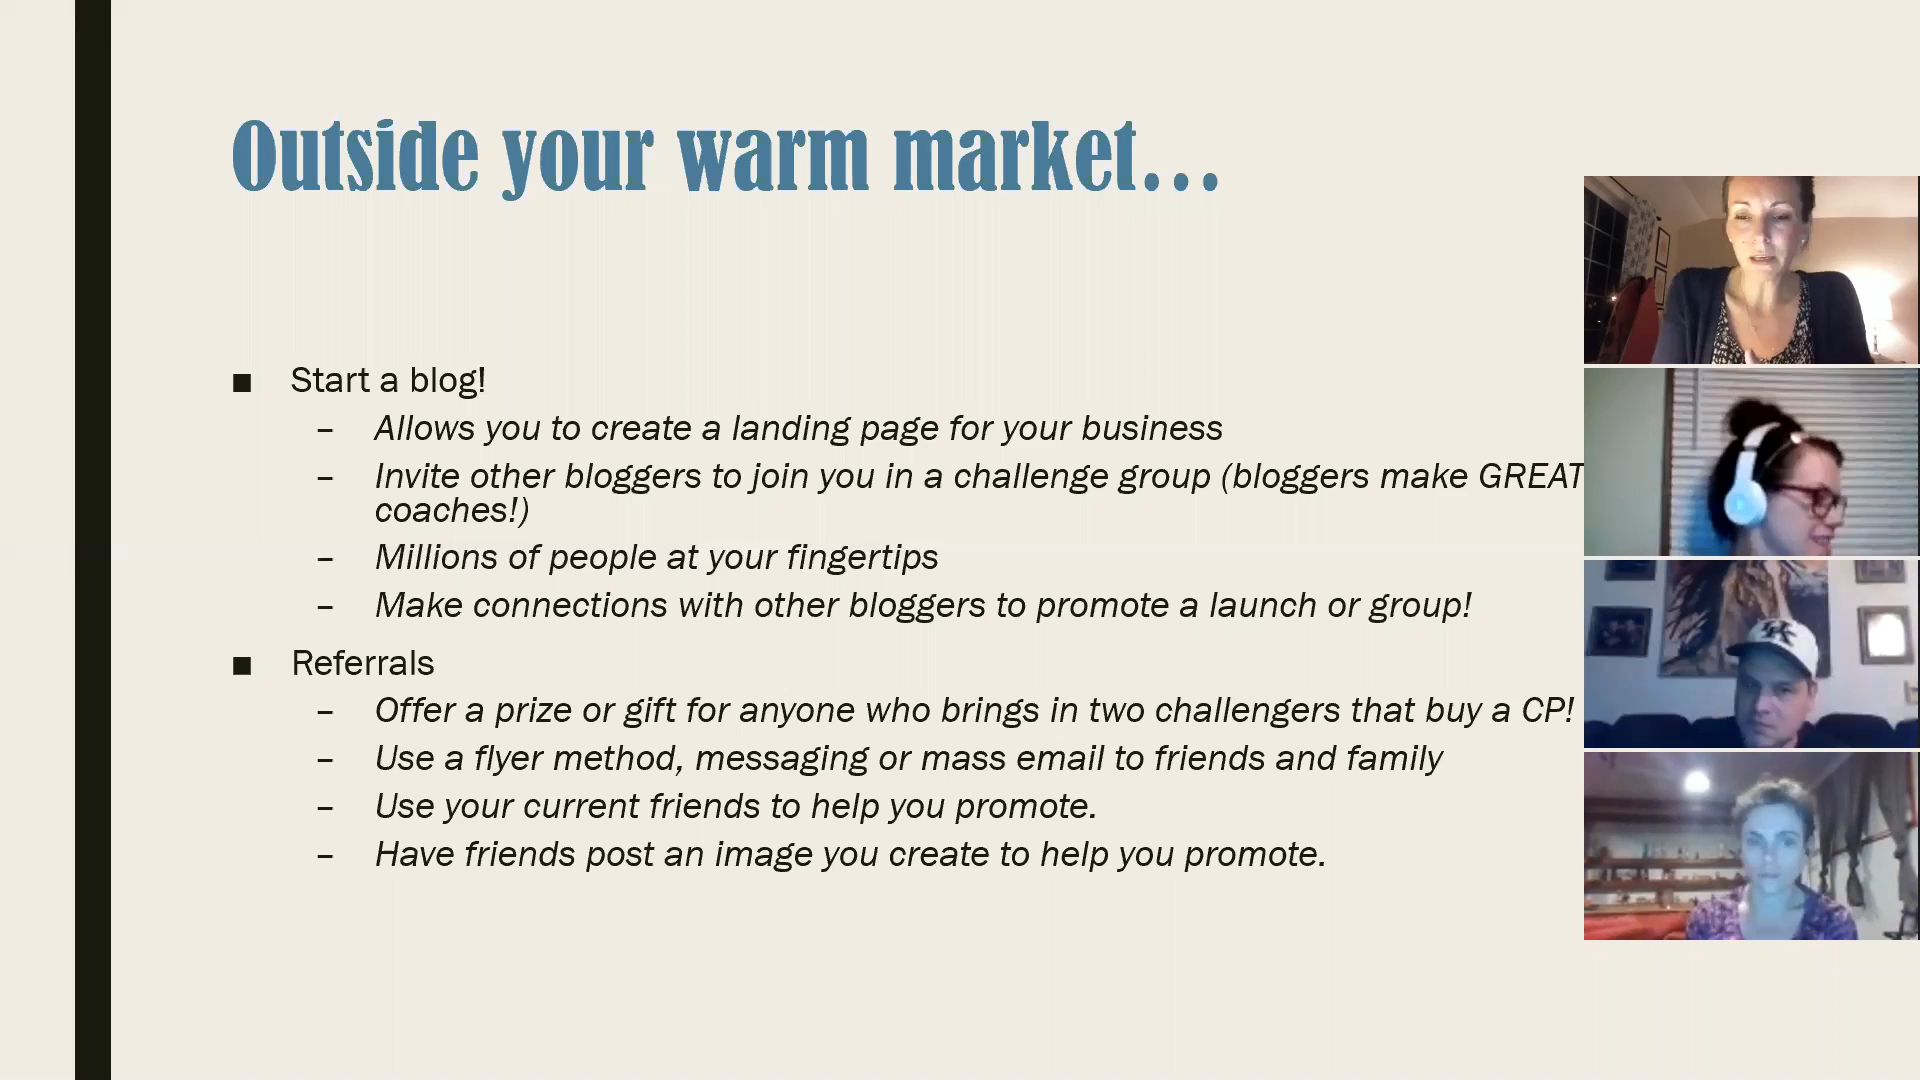 Outside your warm market…
■ Start a blog!
– Allows you to create a landing page for your business
– Invite other bloggers to join you in a challenge group (bloggers make GREAT
coaches!)
– Millions of people at your fingertips
– Make connections with other bloggers to promote a launch or group!
■ Referrals
– Offer a prize or gift for anyone who brings in two challengers that buy a CP!
– Use a flyer method, messaging or mass email to friends and family
– Use your current friends to help you promote.
– Have friends post an image you create to help you promote.